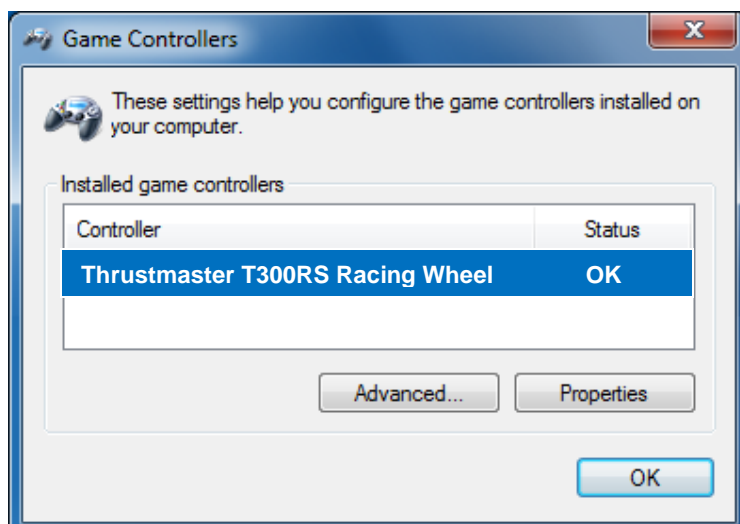 Game Controllers
These settings help you configure the game controllers installed on
your computer.
Installed game controllers
Controller Status
Thrustmaster T300RS Racing Wheel OK
Advanced... Properties
OK